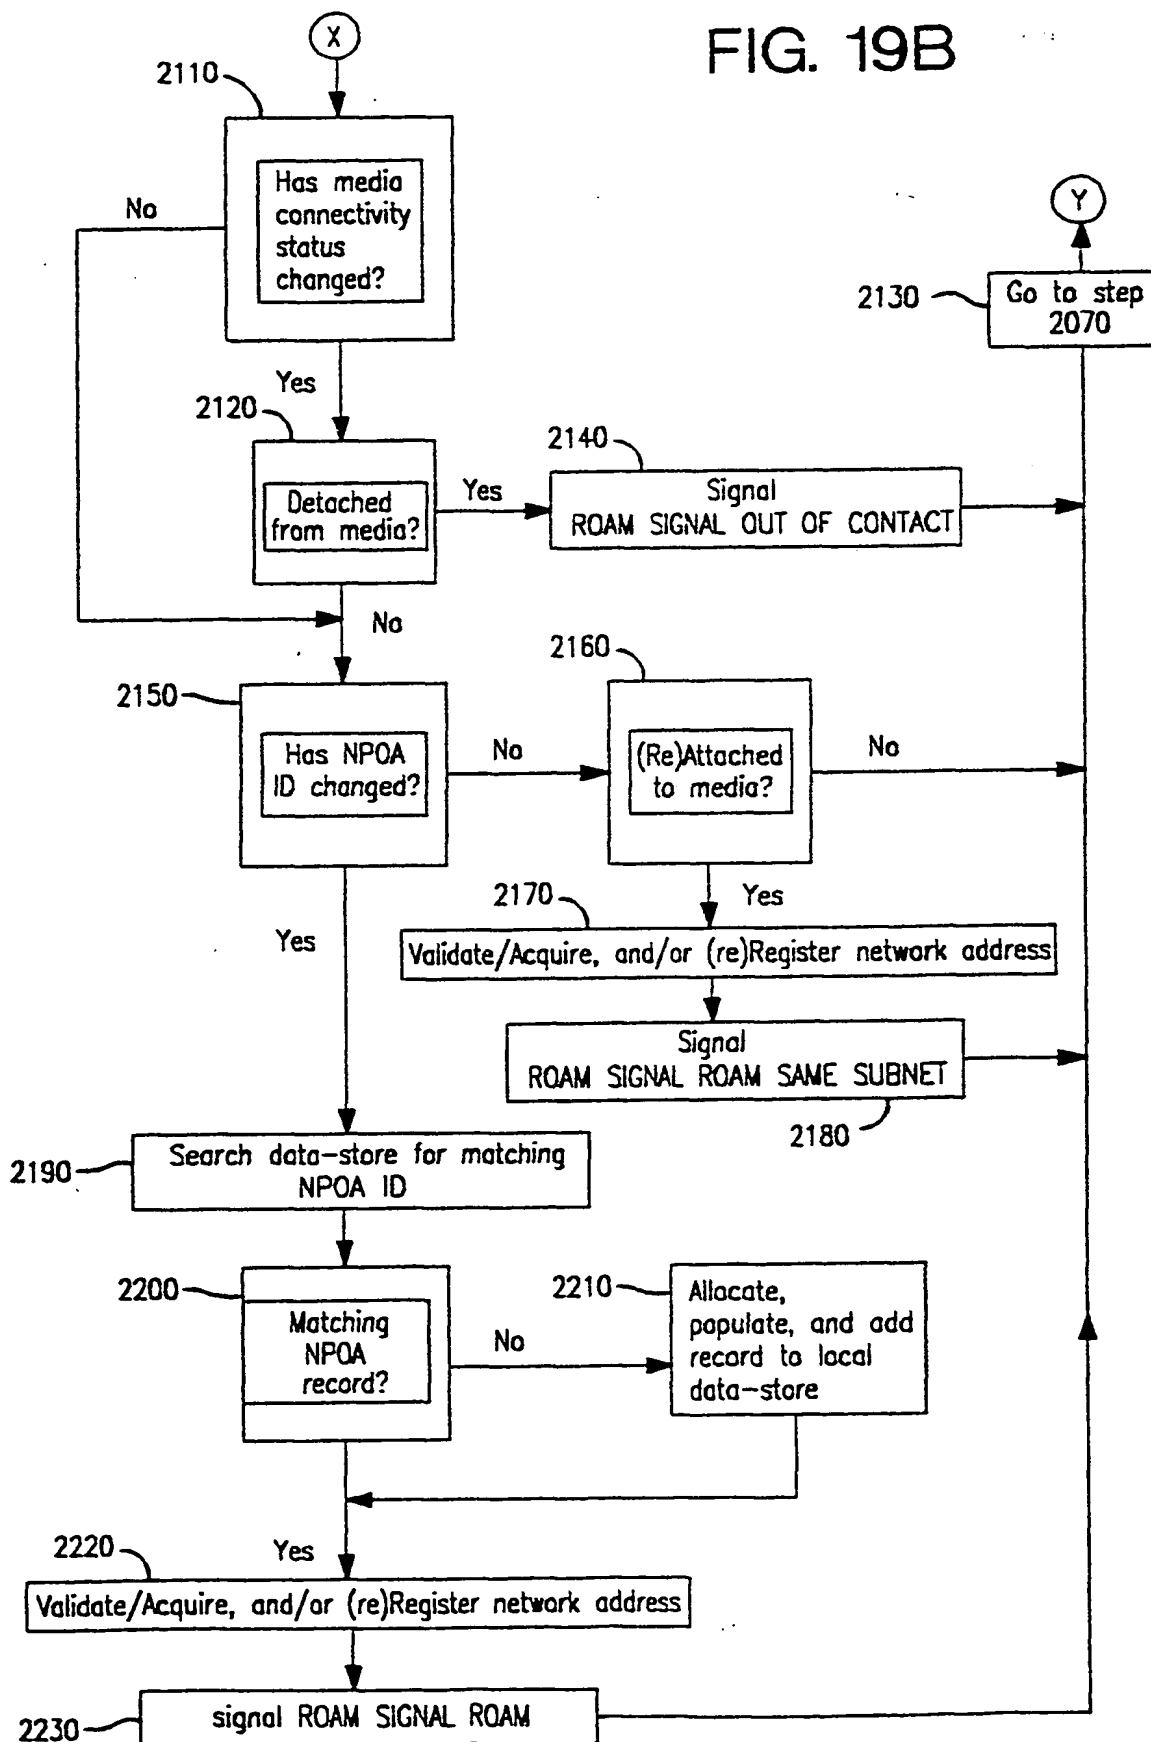 FIG. 19B
X
2110
Has media
connectivity
status
changed?
No
Yes
Y
2130
Go to step
2070
2120
Detached
from media?
Yes
2140
Signal
ROAM SIGNAL OUT OF CONTACT
No
2150
Has NPOA
ID changed?
No
2160
(Re)Attached
to media?
No
Yes
Yes
2170
Validate/Acquire, and/or (re)Register network address
Signal
ROAM SIGNAL ROAM SAME SUBNET
2180
2190
Search data-store for matching
NPOA ID
2200
Matching
NPOA
record?
No
2210
Allocate,
populate, and add
record to local
data-store
Yes
2220
Validate/Acquire, and/or (re)Register network address
2230
signal ROAM SIGNAL ROAM